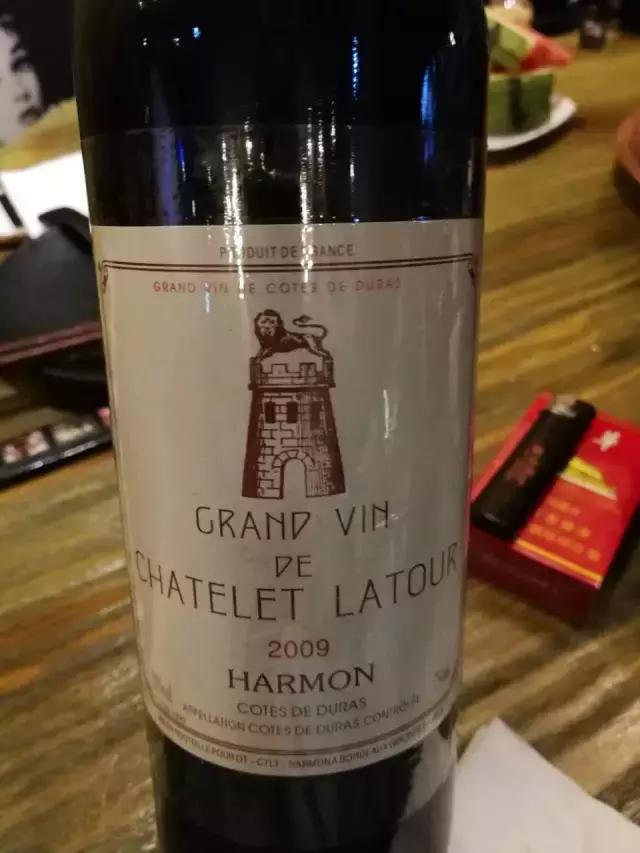 PRODUIT DE FRANCE
GRAND VIN DE COTES DE DURAS
GRAND VIN
DE
CHATELET LATOUR
2009
HARMON
COTES DE DURAS
APPELLATION COTES DE DURAS CONTROLEE